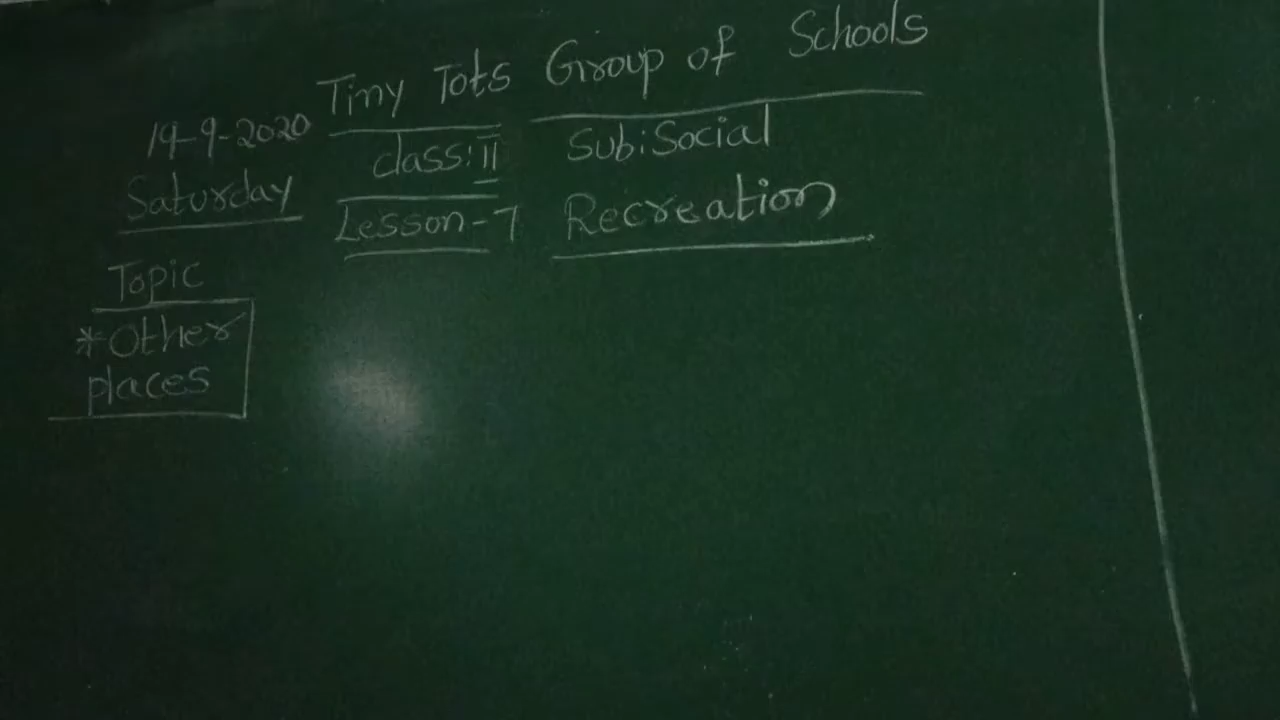 Tiny Tots Group of Schools
19-9-2020 class: II Sub: Social
Saturday Lesson-7 Recreation
Topic
*Other
places